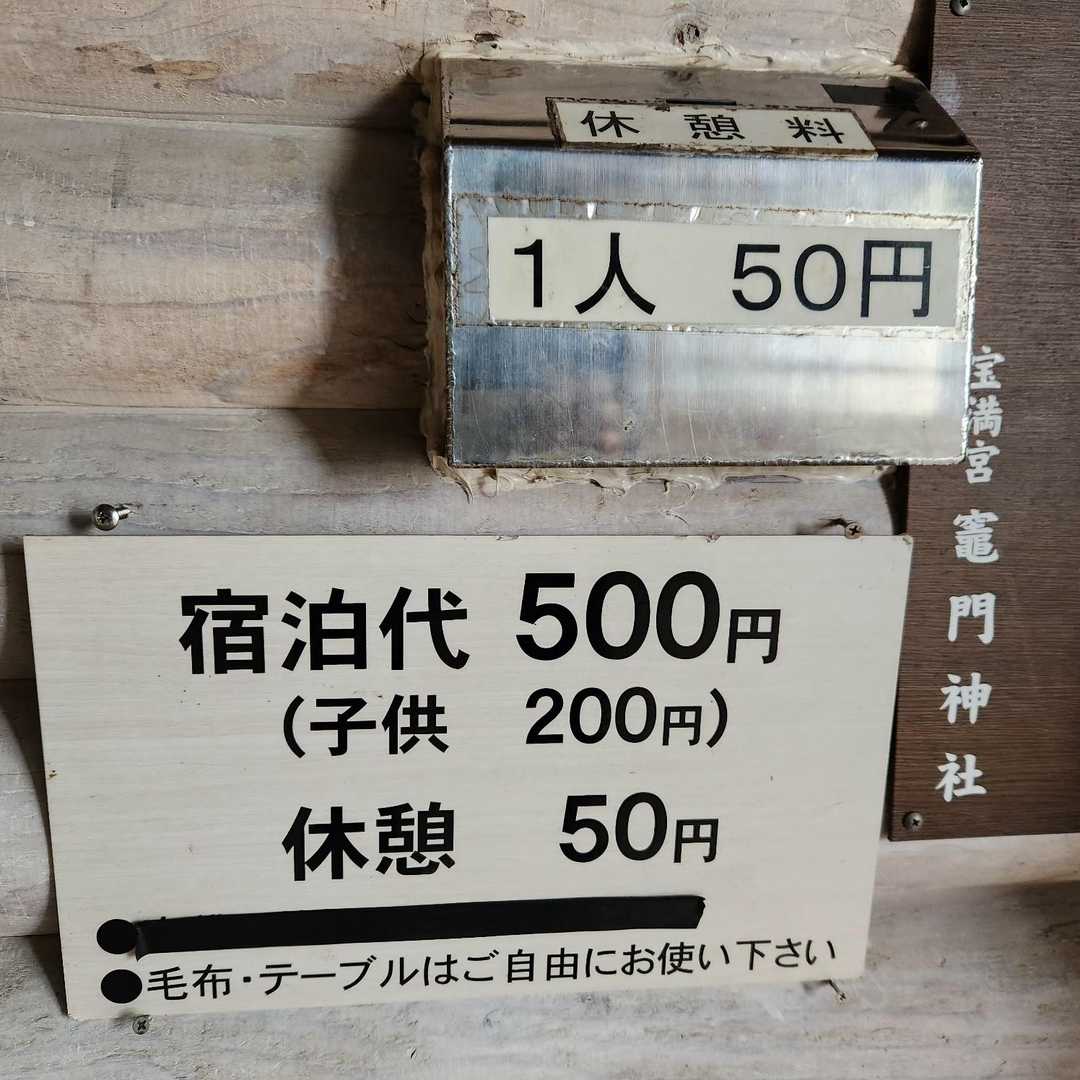 休憩料
1人 50円
宝満宮 竈門神社
宿泊代 500円
(子供 200円)
休憩 50円
●
●毛布・テーブルはご自由にお使い下さい